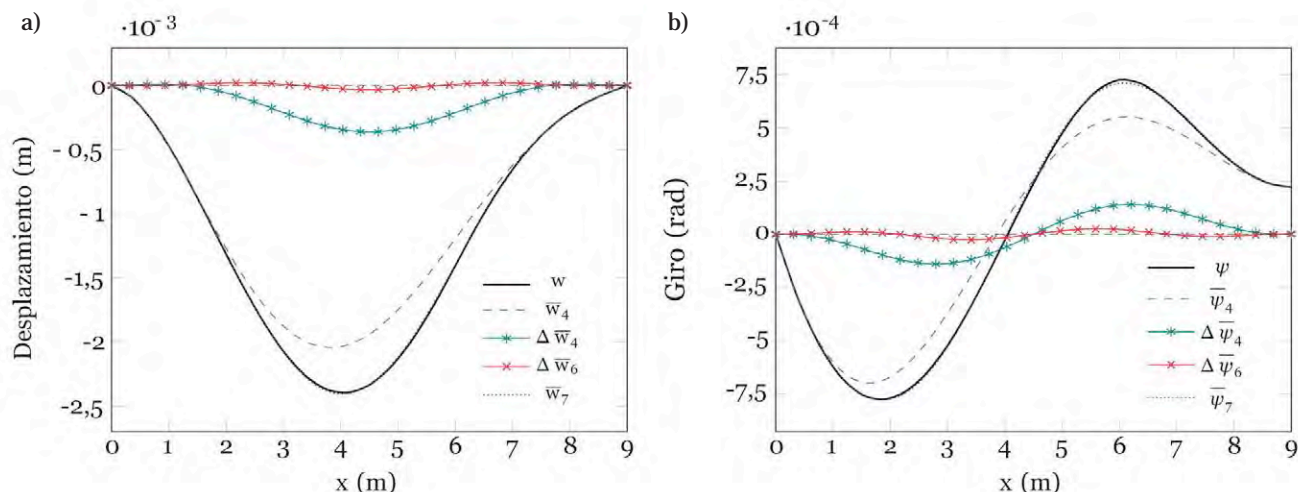 a)
·10⁻³
Desplazamiento (m)
0
- 0,5
- 1
-1,5
- 2
-2,5
0 1 2 3 4 5 6 7 8 9
x (m)
w
w̅₄
Δ w̅₄
Δ w̅₆
w̅₇
b)
·10⁻⁴
Giro (rad)
7,5
5
2,5
0
-2,5
-5
-7,5
0 1 2 3 4 5 6 7 8 9
x (m)
ψ
ψ̅₄
Δ ψ̅₄
Δ ψ̅₆
ψ̅₇